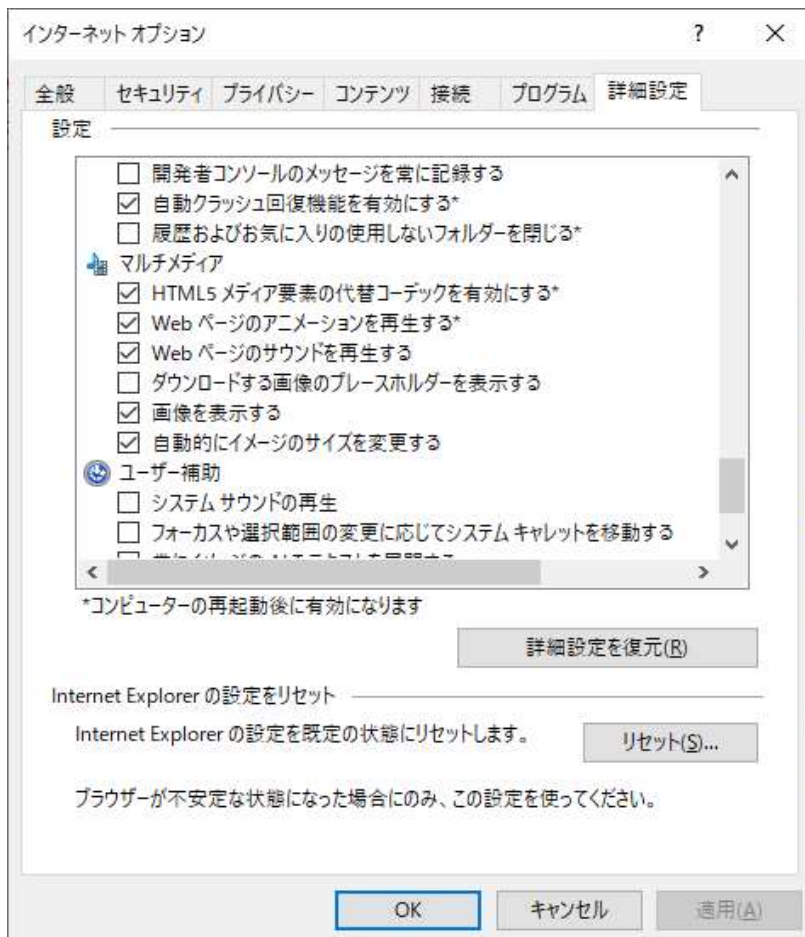 インターネット オプション ? ×
全般 セキュリティ プライバシー コンテンツ 接続 プログラム 詳細設定
設定
開発者コンソールのメッセージを常に記録する
自動クラッシュ回復機能を有効にする*
履歴およびお気に入りの使用しないフォルダーを閉じる*
マルチメディア
HTML5 メディア要素の代替コーデックを有効にする*
Web ページのアニメーションを再生する*
Web ページのサウンドを再生する
ダウンロードする画像のプレースホルダーを表示する
画像を表示する
自動的にイメージのサイズを変更する
ユーザー補助
システム サウンドの再生
フォーカスや選択範囲の変更に応じてシステム キャレットを移動する
*コンピューターの再起動後に有効になります
詳細設定を復元(R)
Internet Explorer の設定をリセット
Internet Explorer の設定を既定の状態にリセットします。
リセット(S)...
ブラウザーが不安定な状態になった場合にのみ、この設定を使ってください。
OK キャンセル 適用(A)